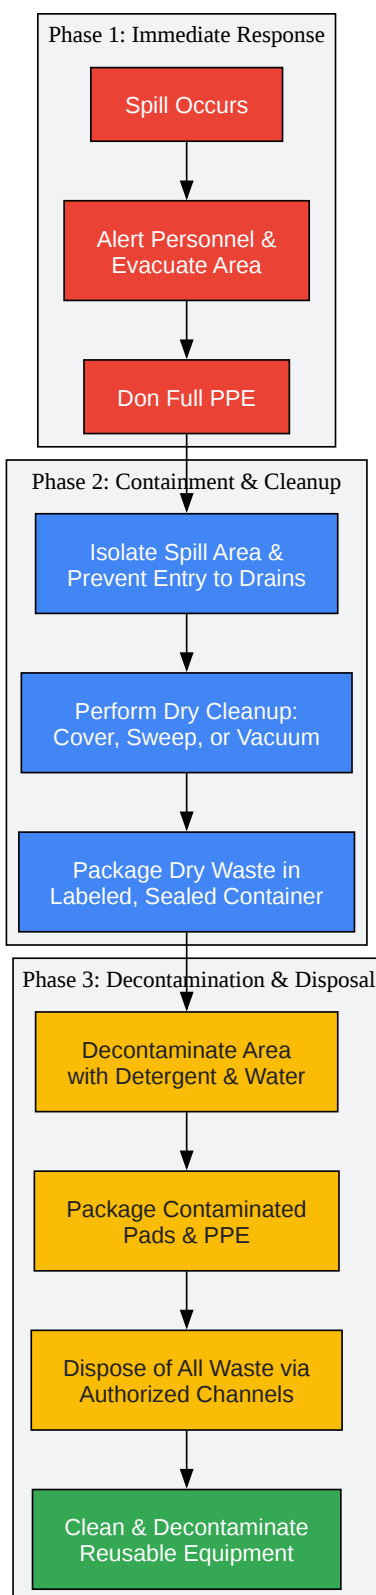 Phase 1: Immediate Response
Spill Occurs
Alert Personnel &
Evacuate Area
Don Full PPE
Phase 2: Containment & Cleanup
Isolate Spill Area &
Prevent Entry to Drains
Perform Dry Cleanup:
Cover, Sweep, or Vacuum
Package Dry Waste in
Labeled, Sealed Container
Phase 3: Decontamination & Disposal
Decontaminate Area
with Detergent & Water
Package Contaminated
Pads & PPE
Dispose of All Waste via
Authorized Channels
Clean & Decontaminate
Reusable Equipment